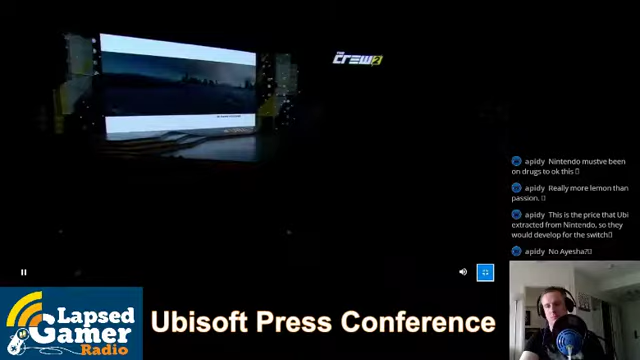 THE
CREW2
apidy Nintendo mustve been
on drugs to ok this
apidy Really more lemon than
passion.
apidy This is the price that Ubi
extracted from Nintendo, so they
would develop for the switch
apidy No Ayesha?
Lapsed
Gamer
Radio
Ubisoft Press Conference